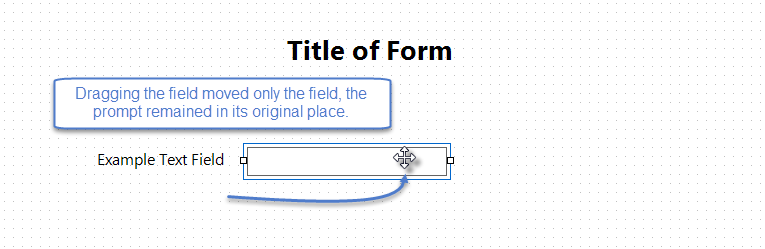 Title of Form
Dragging the field moved only the field, the
prompt remained in its original place.
Example Text Field